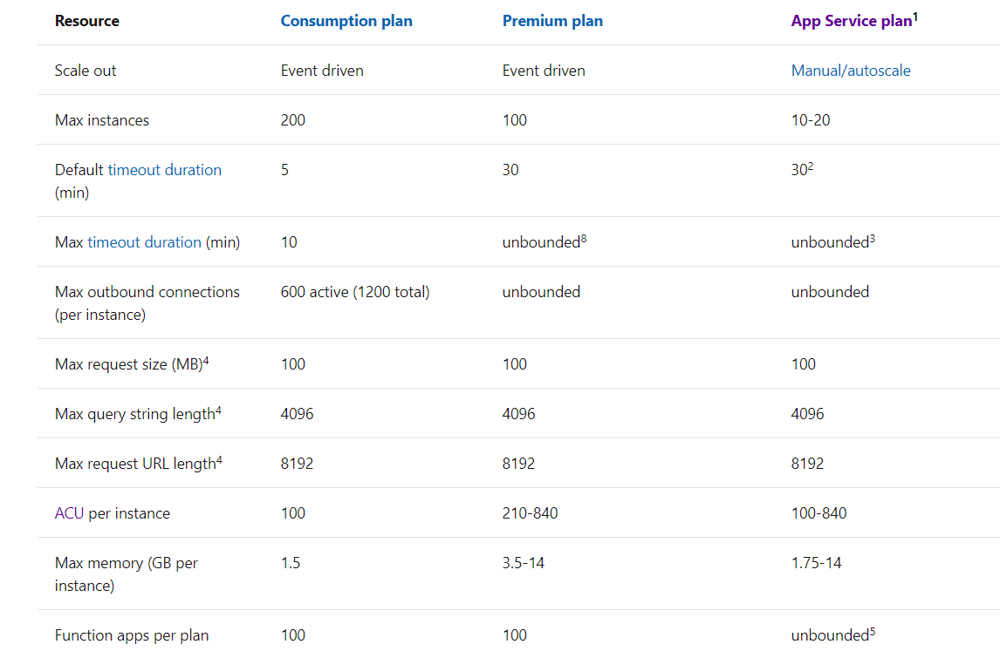 Resource Consumption plan Premium plan App Service plan¹
Scale out Event driven Event driven Manual/autoscale
Max instances 200 100 10-20
Default timeout duration 5 30 30²
(min)
Max timeout duration (min) 10 unbounded⁸ unbounded³
Max outbound connections 600 active (1200 total) unbounded unbounded
(per instance)
Max request size (MB)⁴ 100 100 100
Max query string length⁴ 4096 4096 4096
Max request URL length⁴ 8192 8192 8192
ACU per instance 100 210-840 100-840
Max memory (GB per 1.5 3.5-14 1.75-14
instance)
Function apps per plan 100 100 unbounded⁵